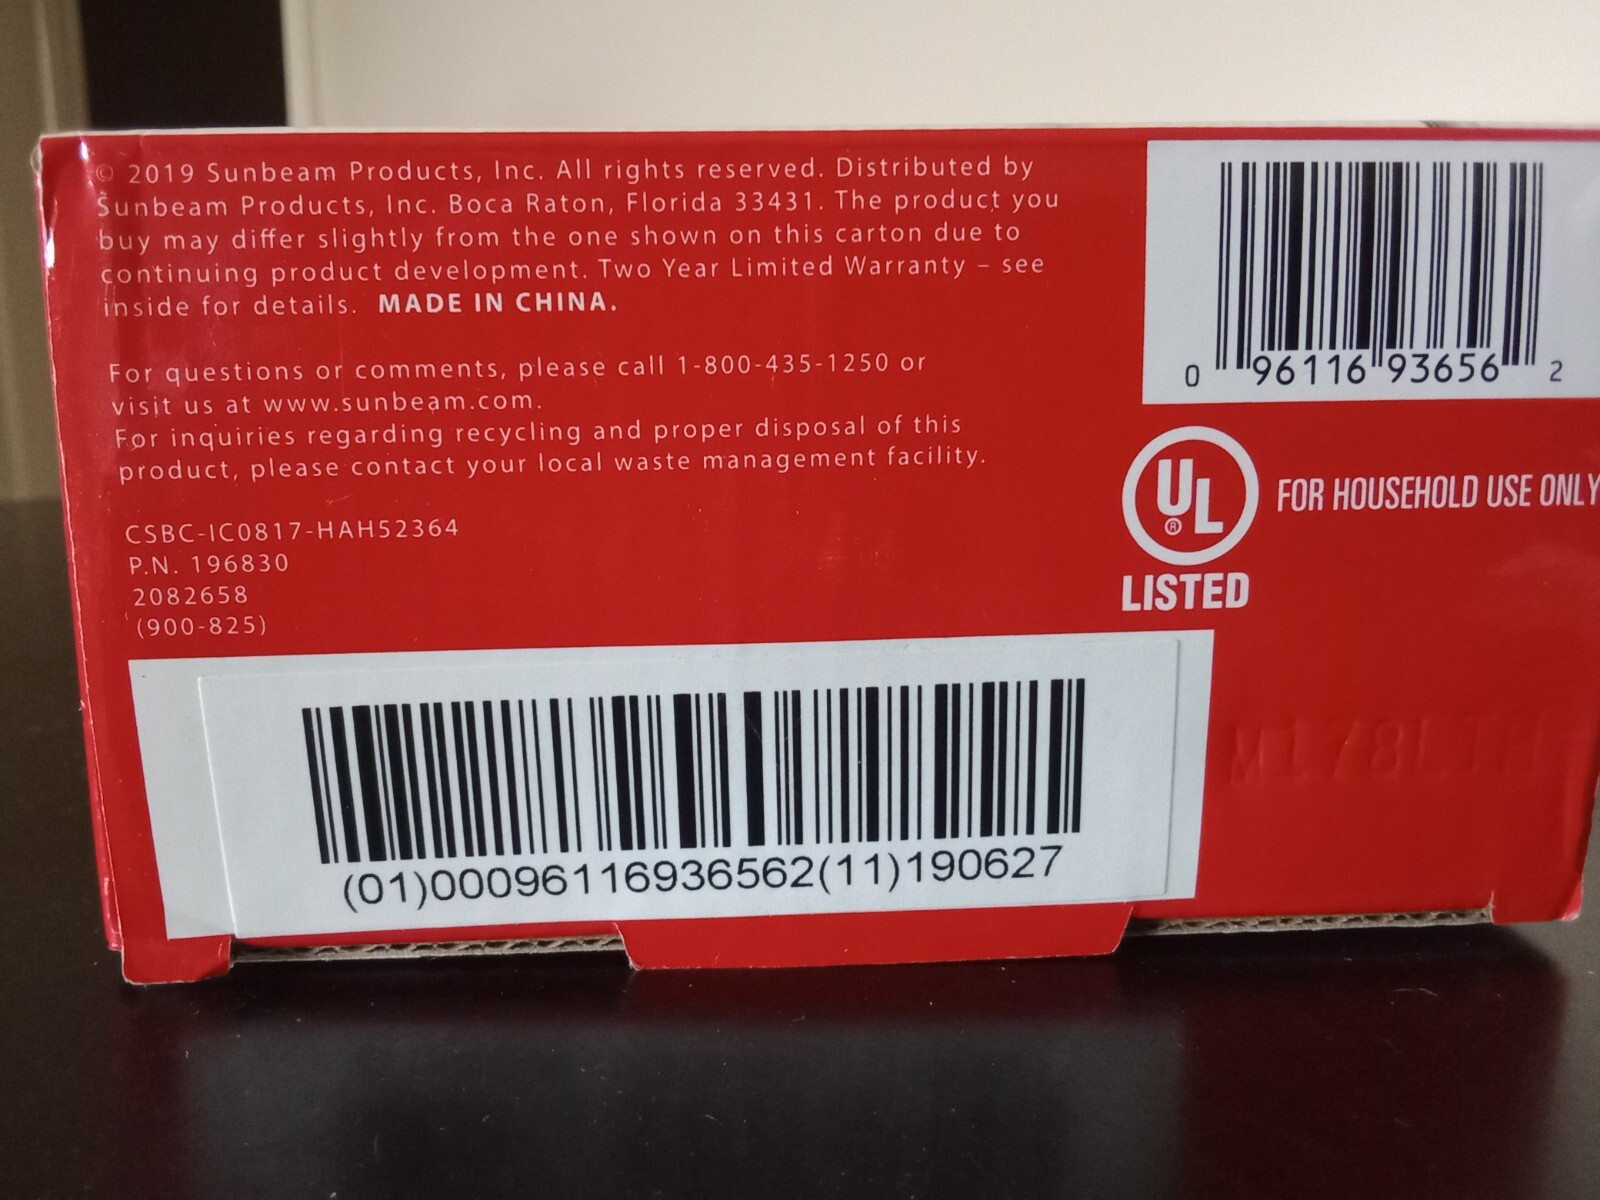 © 2019 Sunbeam Products, Inc. All rights reserved. Distributed by
Sunbeam Products, Inc. Boca Raton, Florida 33431. The product you
buy may differ slightly from the one shown on this carton due to
continuing product development. Two Year Limited Warranty – see
inside for details. MADE IN CHINA.
For questions or comments, please call 1-800-435-1250 or
visit us at www.sunbeam.com.
For inquiries regarding recycling and proper disposal of this
product, please contact your local waste management facility.
CSBC-IC0817-HAH52364
P.N. 196830
2082658
(900-825)
0 96116 93656 2
UL®
LISTED
FOR HOUSEHOLD USE ONLY
(01)00096116936562(11)190627